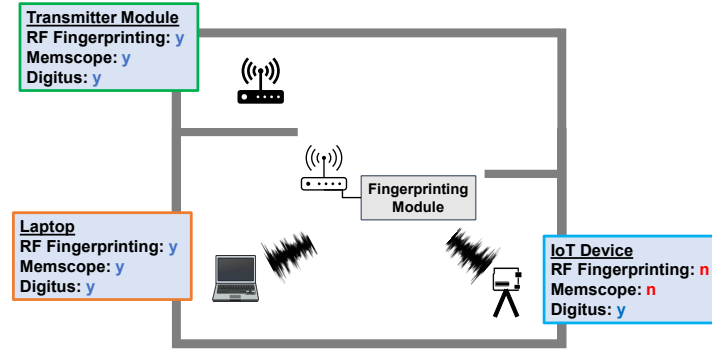 Transmitter Module
RF Fingerprinting: y
Memscope: y
Digitus: y
Fingerprinting
Module
Laptop
RF Fingerprinting: y
Memscope: y
Digitus: y
IoT Device
RF Fingerprinting: n
Memscope: n
Digitus: y